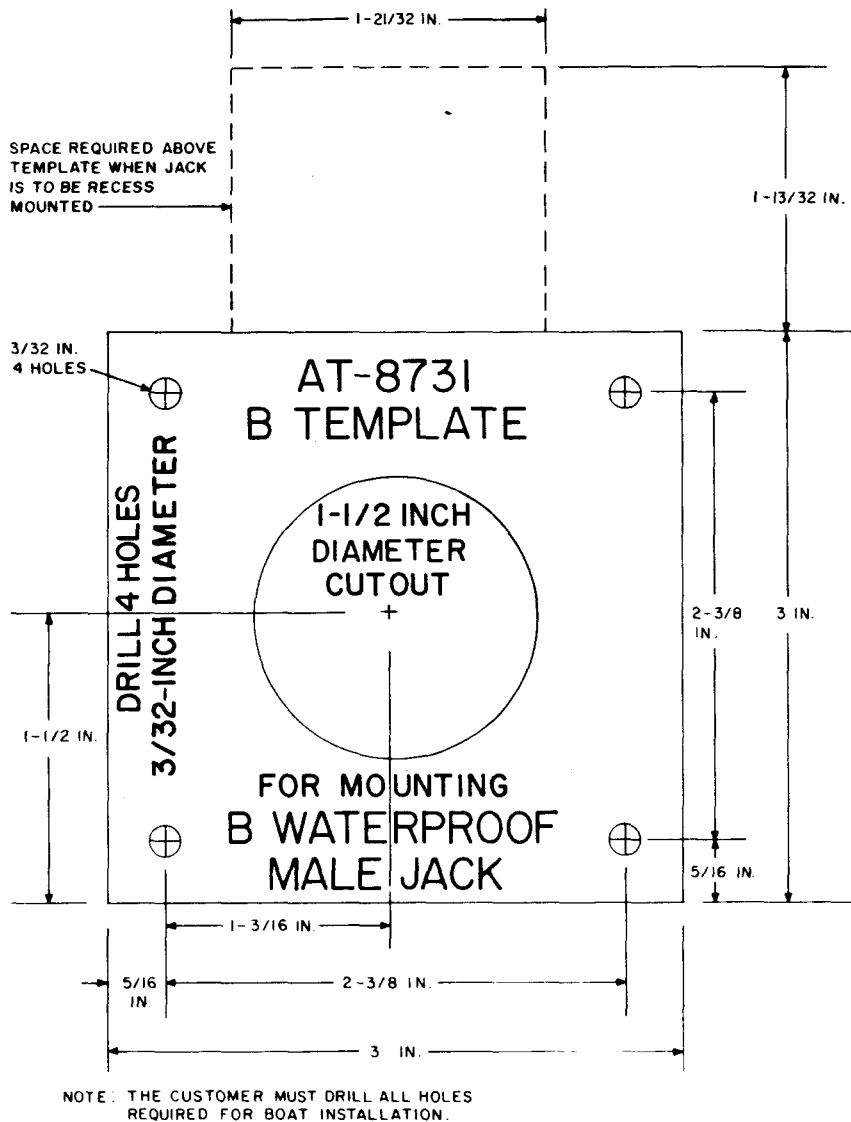 1-21/32 IN.
SPACE REQUIRED ABOVE
TEMPLATE WHEN JACK
IS TO BE RECESS
MOUNTED
1-13/32 IN.
3/32 IN.
4 HOLES
AT-8731
B TEMPLATE
DRILL 4 HOLES
3/32-INCH DIAMETER
1-1/2 INCH
DIAMETER
CUTOUT
2-3/8
IN.
3 IN.
1-1/2 IN.
FOR MOUNTING
B WATERPROOF
MALE JACK
5/16 IN.
1-3/16 IN.
5/16
IN.
2-3/8 IN.
3 IN.
NOTE: THE CUSTOMER MUST DRILL ALL HOLES
REQUIRED FOR BOAT INSTALLATION.